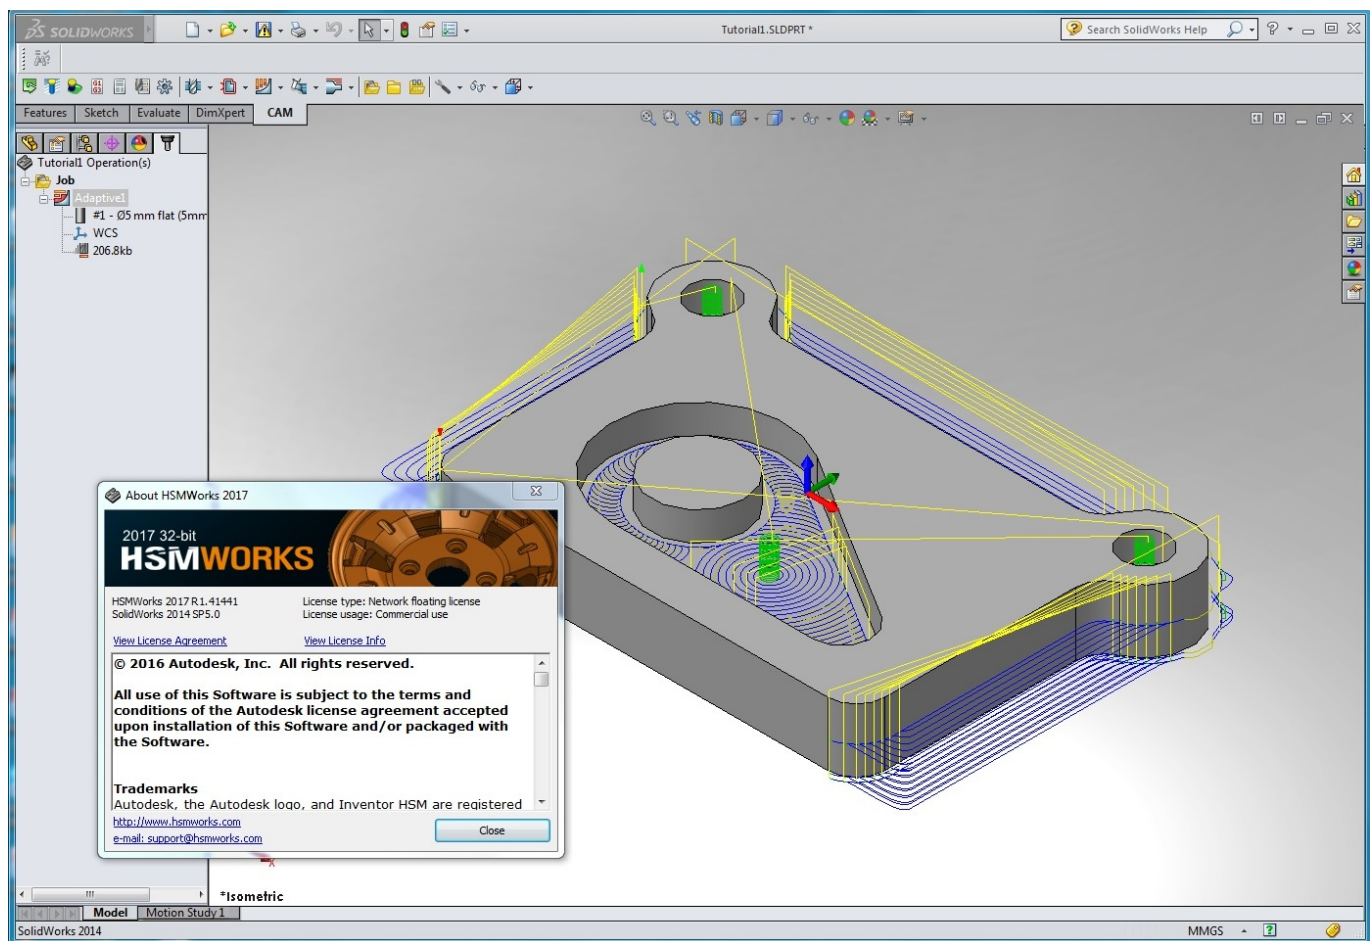 SOLIDWORKS
Tutorial1.SLDPRT *
Search SolidWorks Help
Features Sketch Evaluate DimXpert CAM
Tutorial1 Operation(s)
Job
Adaptive1
#1 - Ø5 mm flat (5mm
WCS
206.8kb
About HSMWorks 2017
2017 32-bit
HSMWORKS
HSMWorks 2017 R1.41441 License type: Network floating license
SolidWorks 2014 SP5.0 License usage: Commercial use
View License Agreement View License Info
© 2016 Autodesk, Inc. All rights reserved.
All use of this Software is subject to the terms and
conditions of the Autodesk license agreement accepted
upon installation of this Software and/or packaged with
the Software.
Trademarks
Autodesk, the Autodesk logo, and Inventor HSM are registered
http://www.hsmworks.com
e-mail: support@hsmworks.com
Close
x
*Isometric
Model Motion Study 1
SolidWorks 2014 MMGS